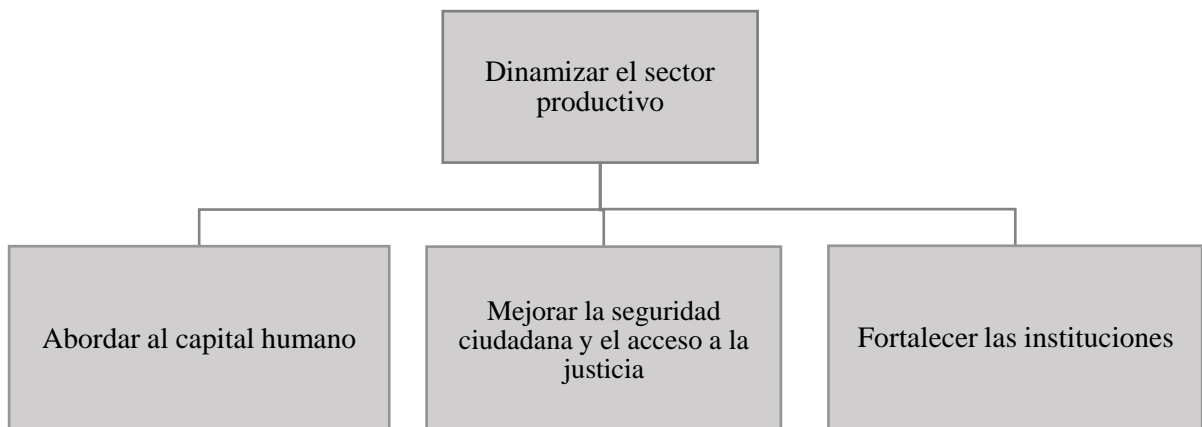 Dinamizar el sector
productivo
Abordar al capital humano
Mejorar la seguridad
ciudadana y el acceso a la
justicia
Fortalecer las instituciones